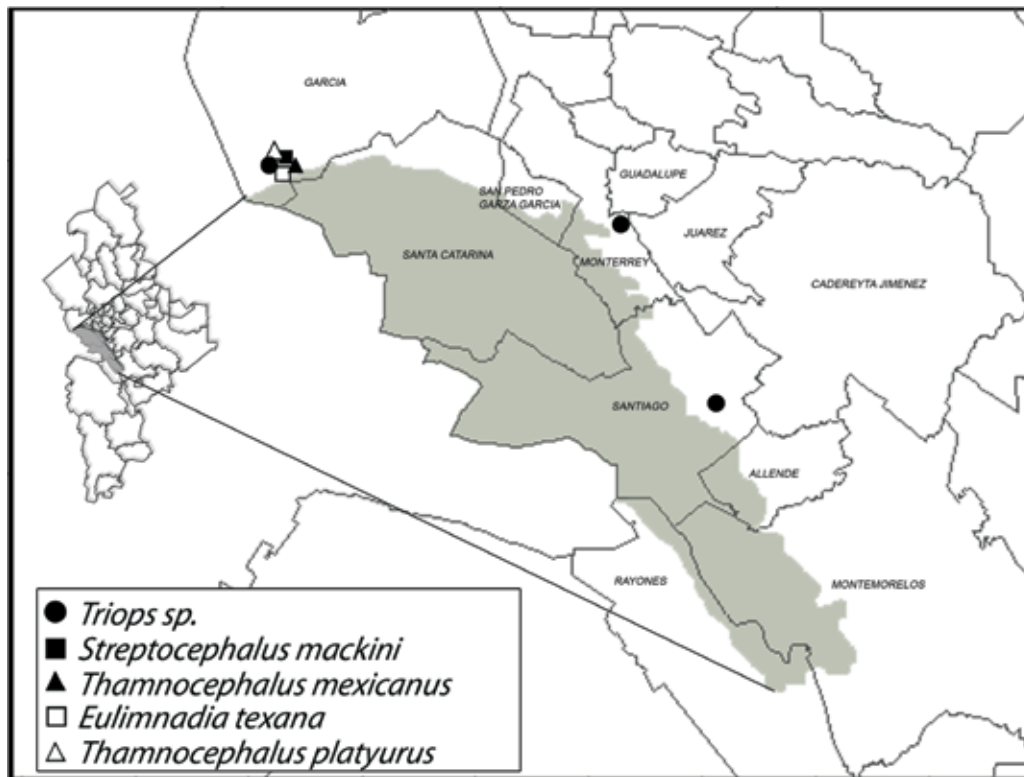 GARCIA
GUADALUPE
SAN PEDRO
GARZA GARCIA
JUAREZ
SANTA CATARINA
MONTERREY
CADEREYTA JIMENEZ
SANTIAGO
ALLENDE
RAYONES
MONTEMORELOS
Triops sp.
Streptocephalus mackini
Thamnocephalus mexicanus
Eulimnadia texana
Thamnocephalus platyurus